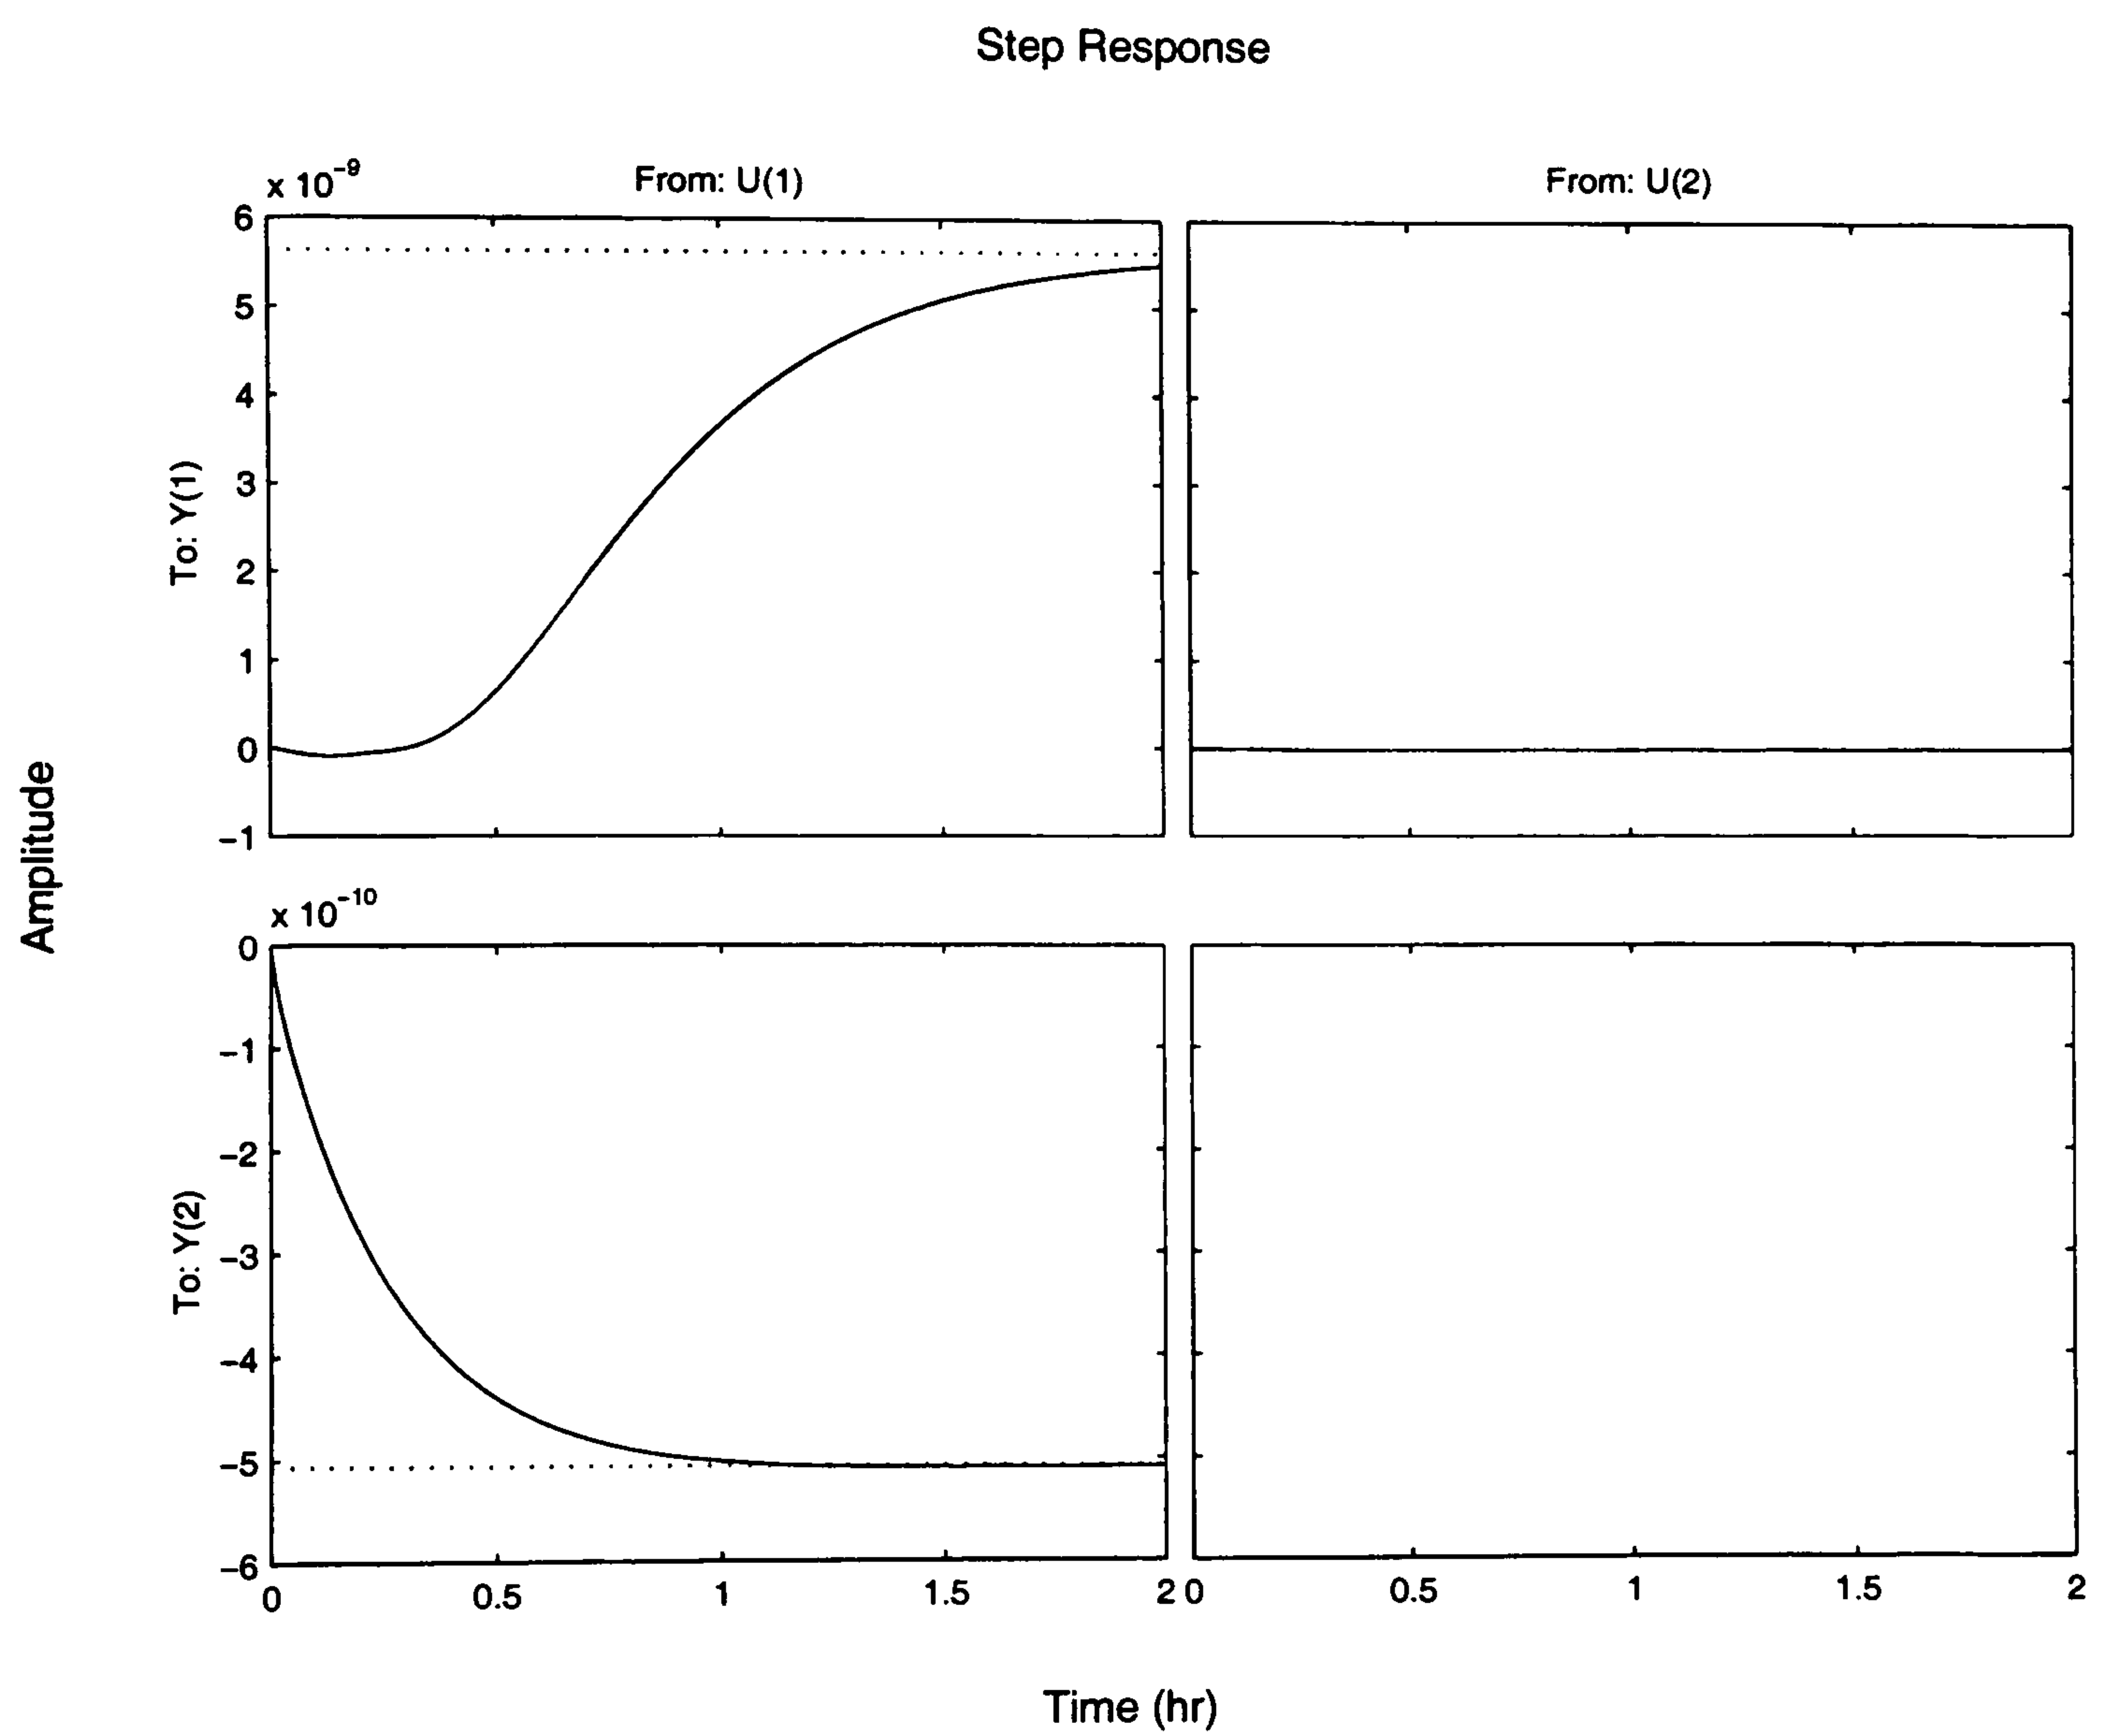 Step Response
x 10^-9
From: U(1)
From: U(2)
6
5
4
3
2
1
0
-1
To: Y(1)
Amplitude
x 10^-10
0
-1
-2
-3
-4
-5
-6
To: Y(2)
0 0.5 1 1.5 2 0 0.5 1 1.5 2
Time (hr)